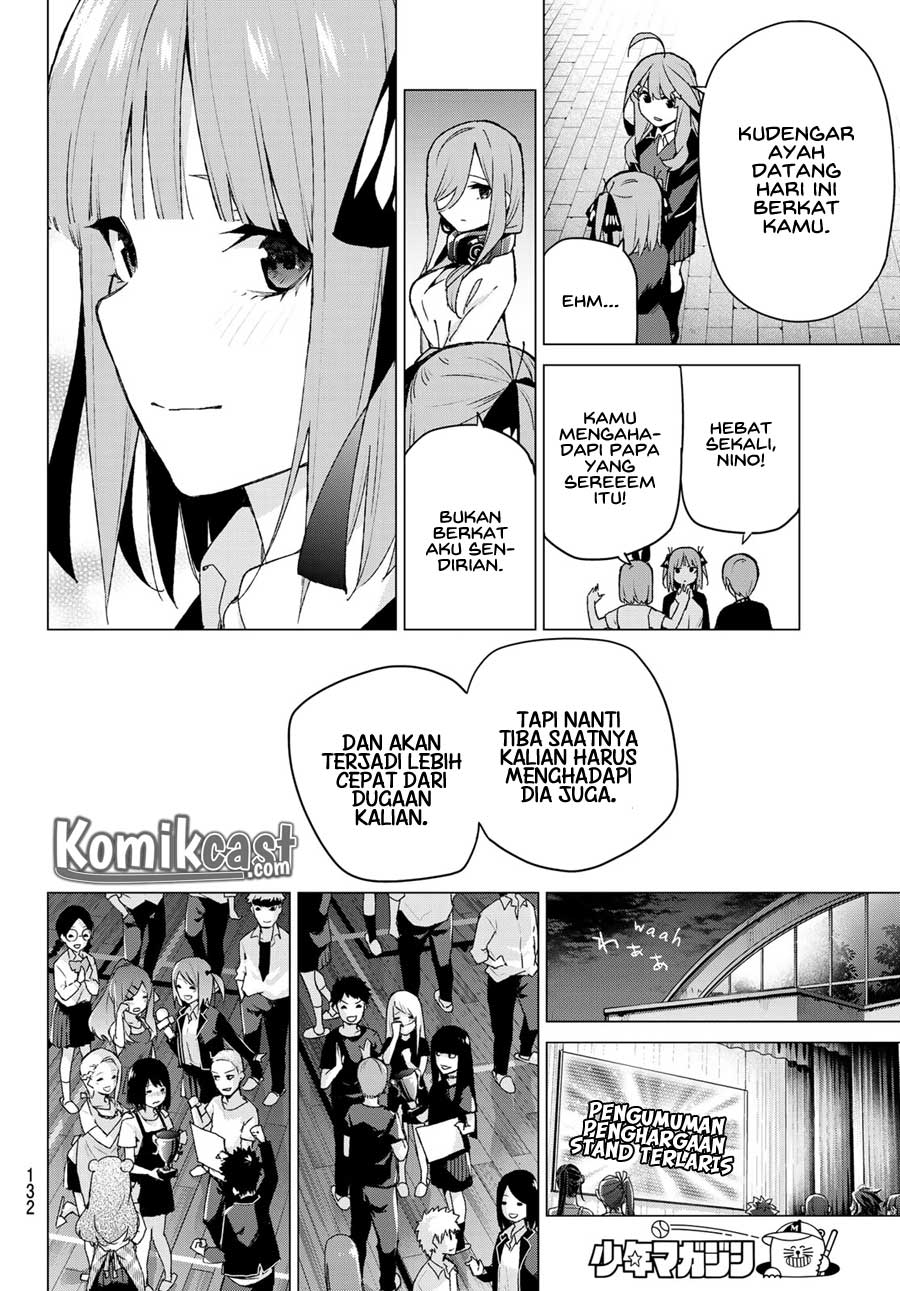 KUDENGAR
AYAH
DATANG
HARI INI
BERKAT
KAMU.
EHM...
HEBAT
SEKALI,
NINO!
KAMU
MENGAHA-
DAPI PAPA
YANG
SEREEEM
ITU!
BUKAN
BERKAT
AKU SEN-
DIRIAN.
TAPI NANTI
TIBA SAATNYA
KALIAN HARUS
MENGHADAPI
DIA JUGA.
DAN AKAN
TERJADI LEBIH
CEPAT DARI
DUGAAN
KALIAN.
Komikcast
.com
waah
わぁぁ
PENGUMUMAN
PENGHARGAAN
STAND TERLARIS
132
少年マガジン
M